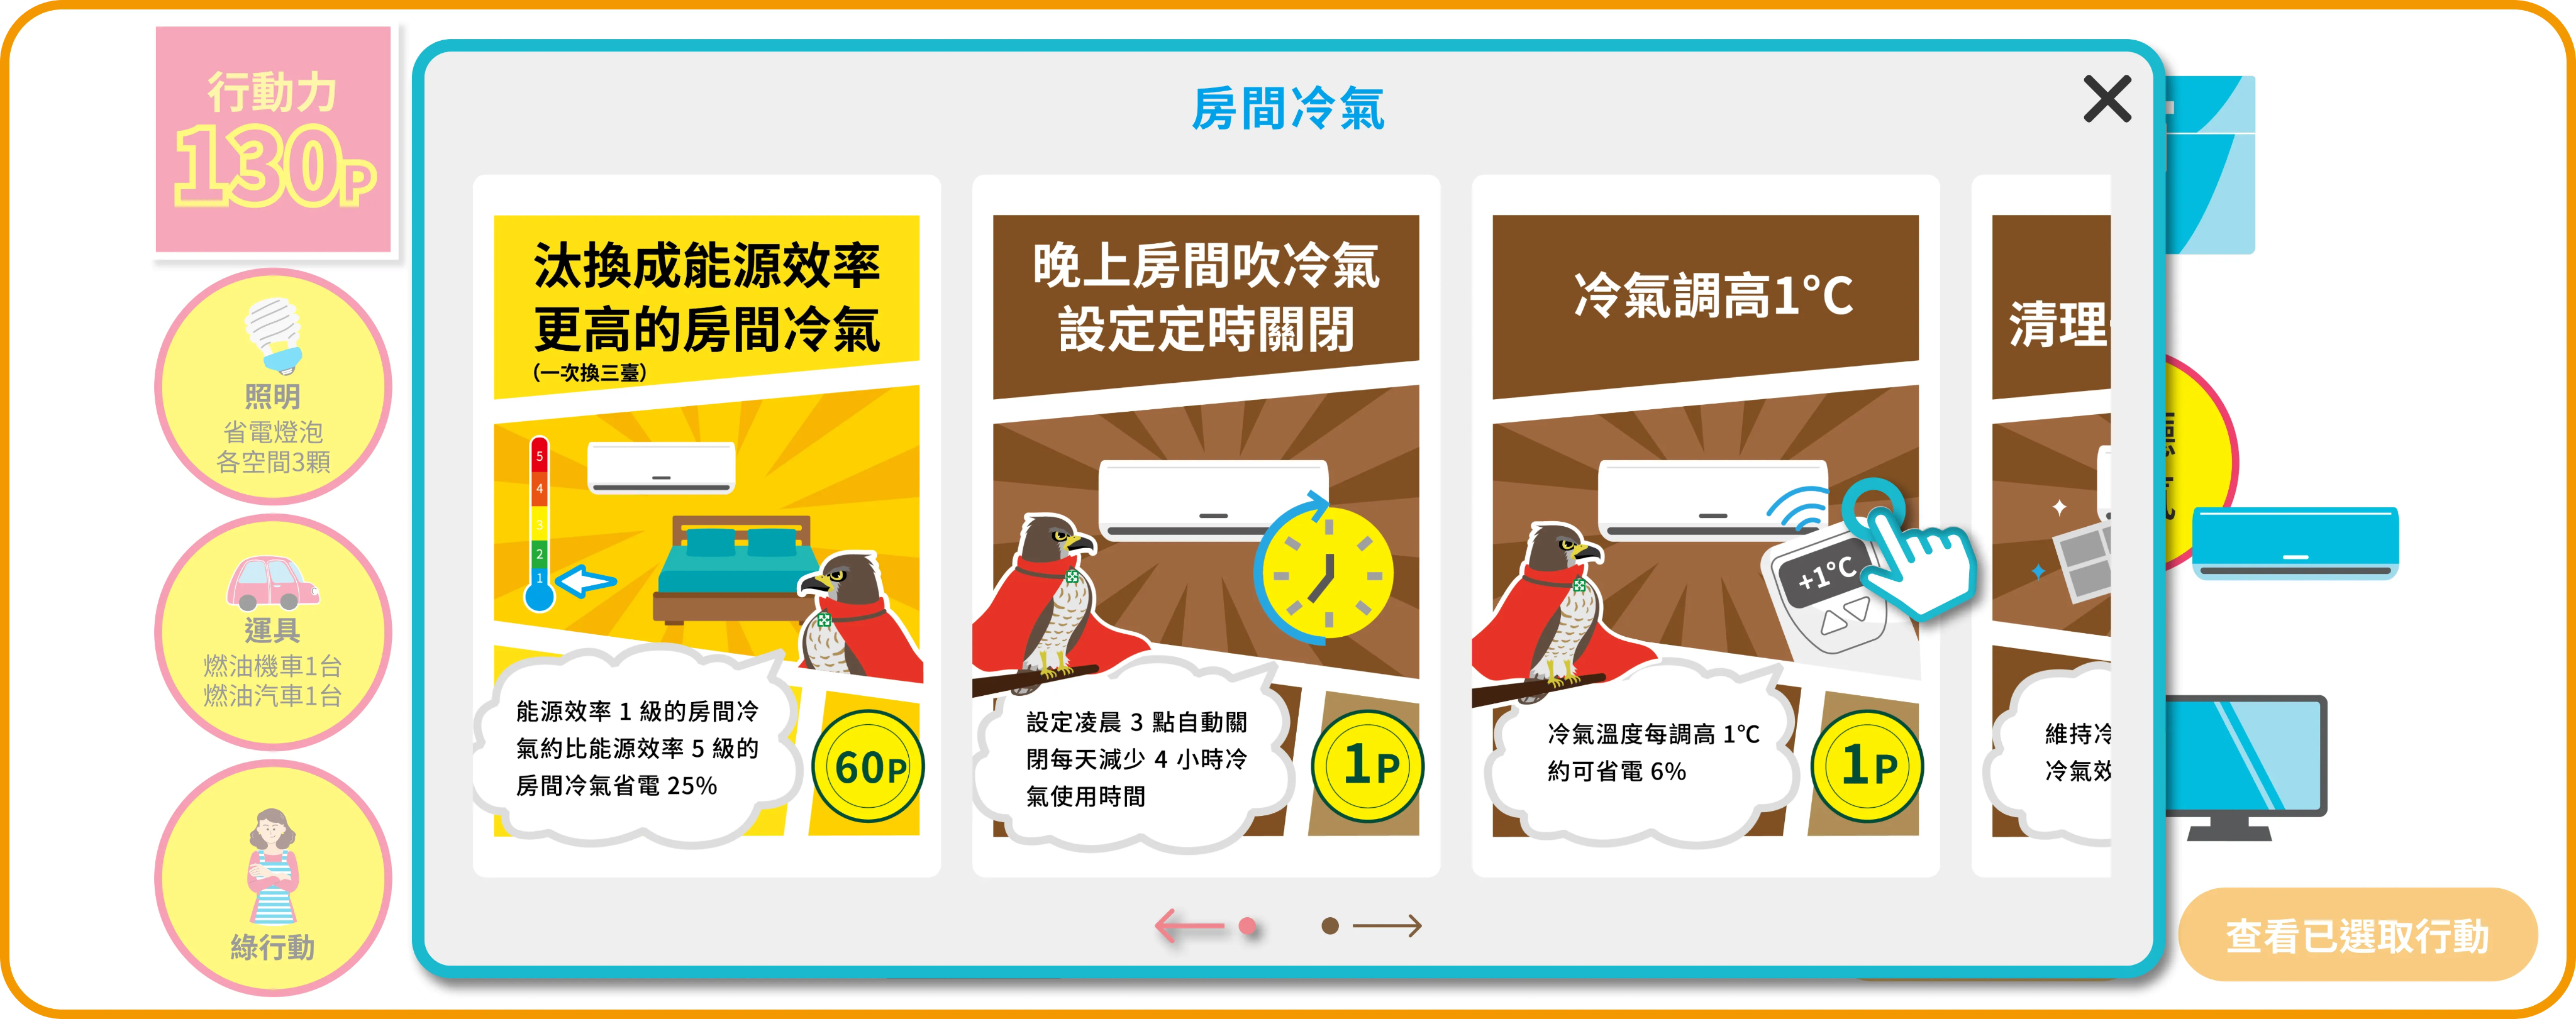 行動力
130P
照明
省電燈泡
各空間3顆
運具
燃油機車1台
燃油汽車1台
綠行動
房間冷氣
汰換成能源效率
更高的房間冷氣
(一次換三臺)
5
4
3
2
1
能源效率 1 級的房間冷
氣約比能源效率 5 級的
房間冷氣省電 25%
60P
晚上房間吹冷氣
設定定時關閉
設定凌晨 3 點自動關
閉每天減少 4 小時冷
氣使用時間
1P
冷氣調高1°C
+1°C
冷氣溫度每調高 1°C
約可省電 6%
1P
清理
維持冷
冷氣效
查看已選取行動